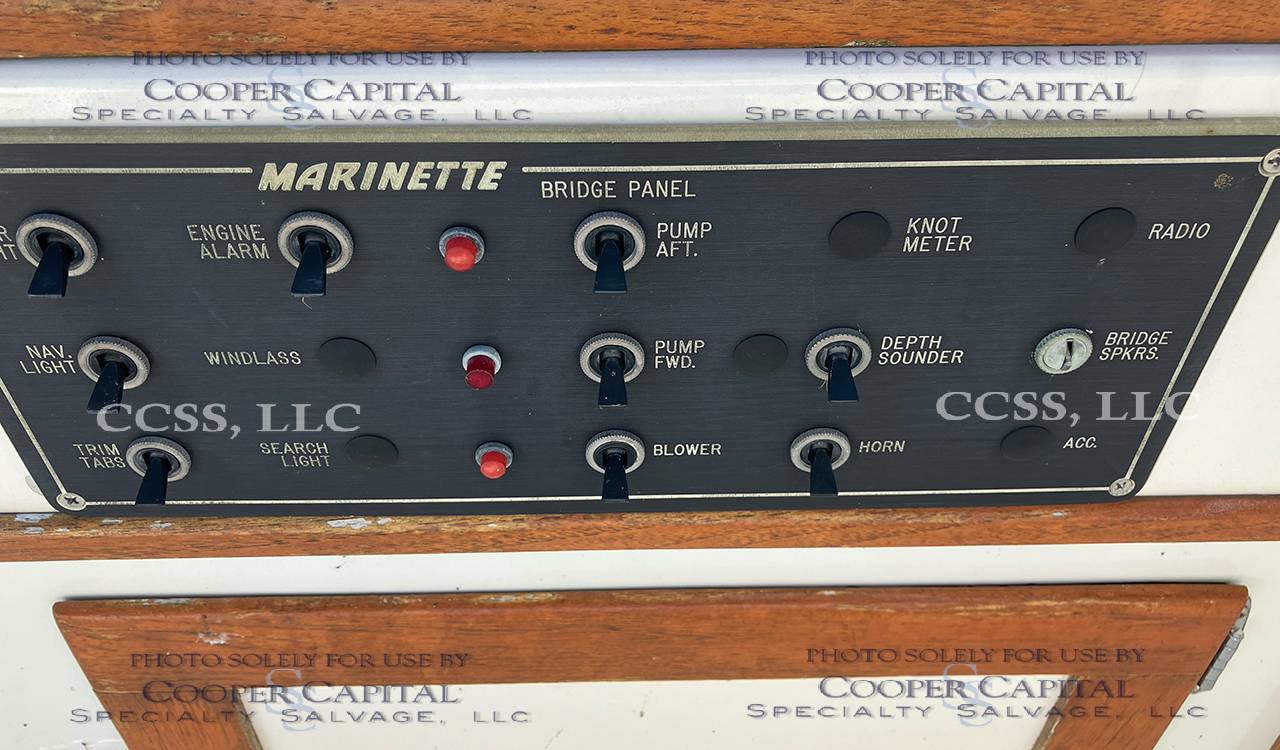 PHOTO SOLELY FOR USE BY
COOPER CAPITAL
SPECIALTY SALVAGE, LLC
PHOTO SOLELY FOR USE BY
COOPER CAPITAL
SPECIALTY SALVAGE, LLC
MARINETTE
BRIDGE PANEL
ENGINE
ALARM
PUMP
AFT.
KNOT
METER
RADIO
NAV.
LIGHT
WINDLASS
PUMP
FWD.
DEPTH
SOUNDER
BRIDGE
SPKRS.
CCSS, LLC
CCSS, LLC
TRIM
TABS
SEARCH
LIGHT
BLOWER
HORN
ACC.
PHOTO SOLELY FOR USE BY
COOPER CAPITAL
SPECIALTY SALVAGE, LLC
PHOTO SOLELY FOR USE BY
COOPER CAPITAL
SPECIALTY SALVAGE, LLC